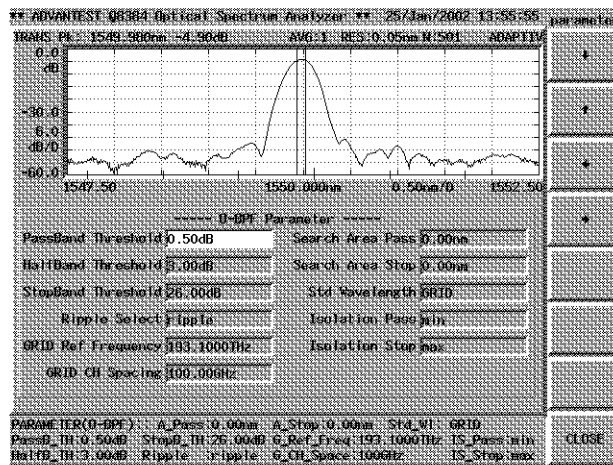 ** ADVANTEST Q8384 Optical Spectrum Analyzer ** 25/Jan/2002 13:55:55
paramete
TRANS Pk: 1549.980nm -4.90dB AVG:1 RES:0.05nm N:501 ADAPTIV
0.0
dB
-30.0
6.0
dB/D
-60.0
1547.50 1550.000nm 0.50nm/D 1552.50
----- O-BPF Parameter -----
PassBand Threshold 0.50dB Search Area Pass 0.00nm
HalfBand Threshold 3.00dB Search Area Stop 0.00nm
StopBand Threshold 26.00dB Std Wavelength GRID
Ripple Select ripple Isolation Pass min
GRID Ref Frequency 193.1000THz Isolation Stop max
GRID CH Spacing 100.00GHz
PARAMETER(O-BPF): A_Pass:0.00nm A_Stop:0.00nm Std_Wl: GRID
PassB_TH:0.50dB StopB_TH:26.00dB G_Ref_Freq:193.1000THz IS_Pass:min
HalfB_TH:3.00dB Ripple :ripple G_CH_Space:100GHz IS_Stop:max
CLOSE